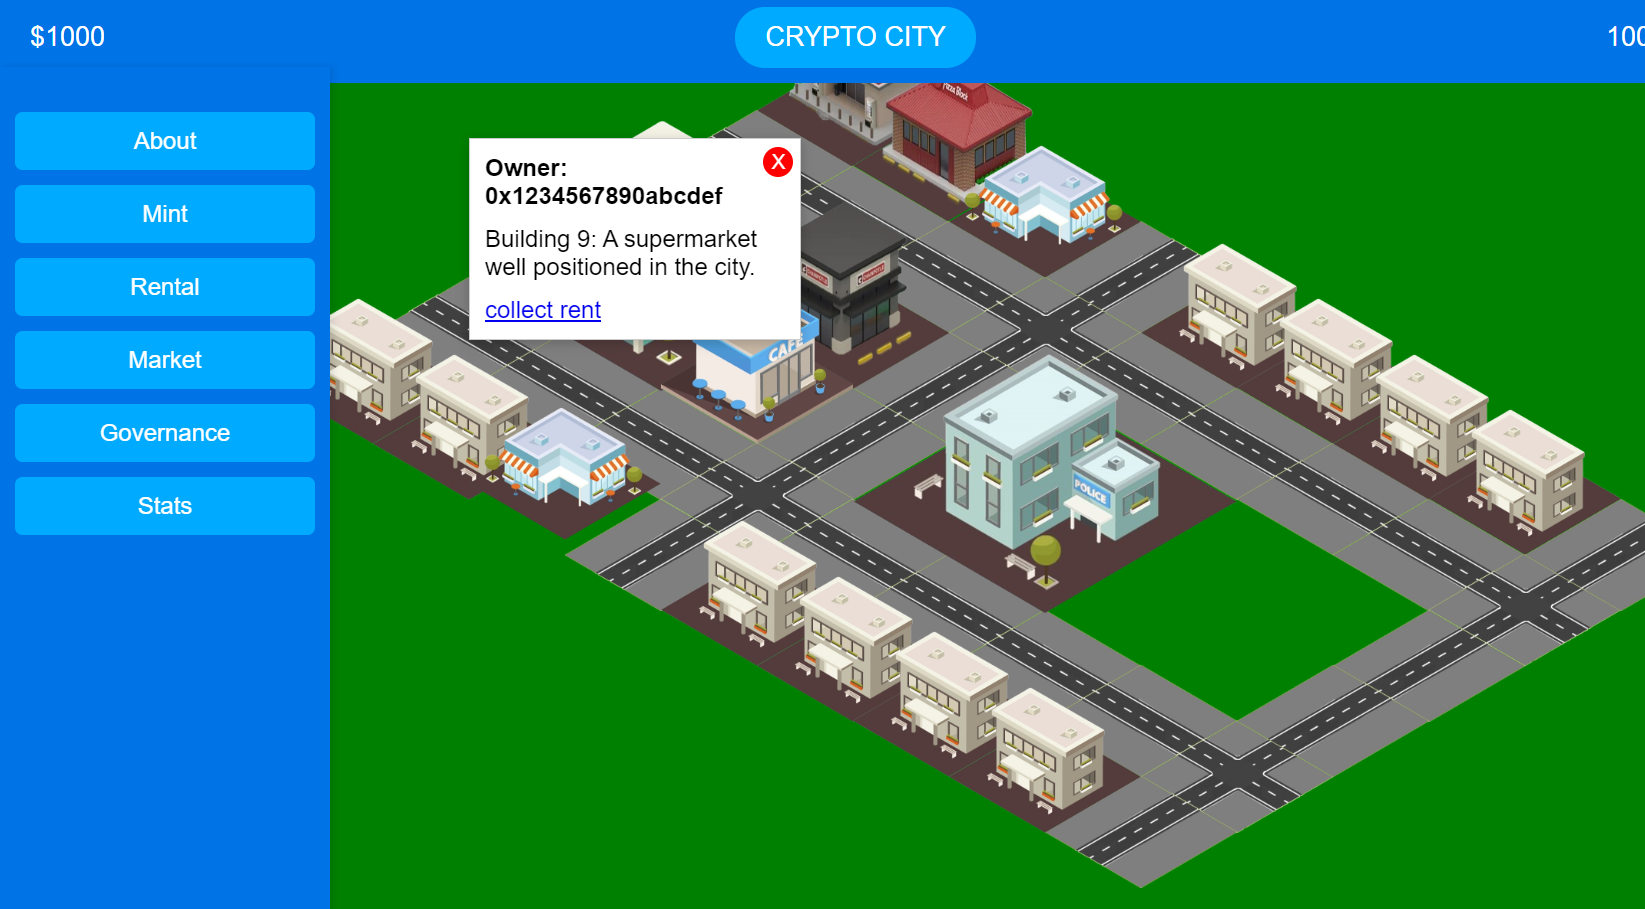 $1000
CRYPTO CITY
100
About
Mint
Rental
Market
Governance
Stats
Owner:
0x1234567890abcdef
X
Building 9: A supermarket
well positioned in the city.
collect rent
CAFE
POLICE